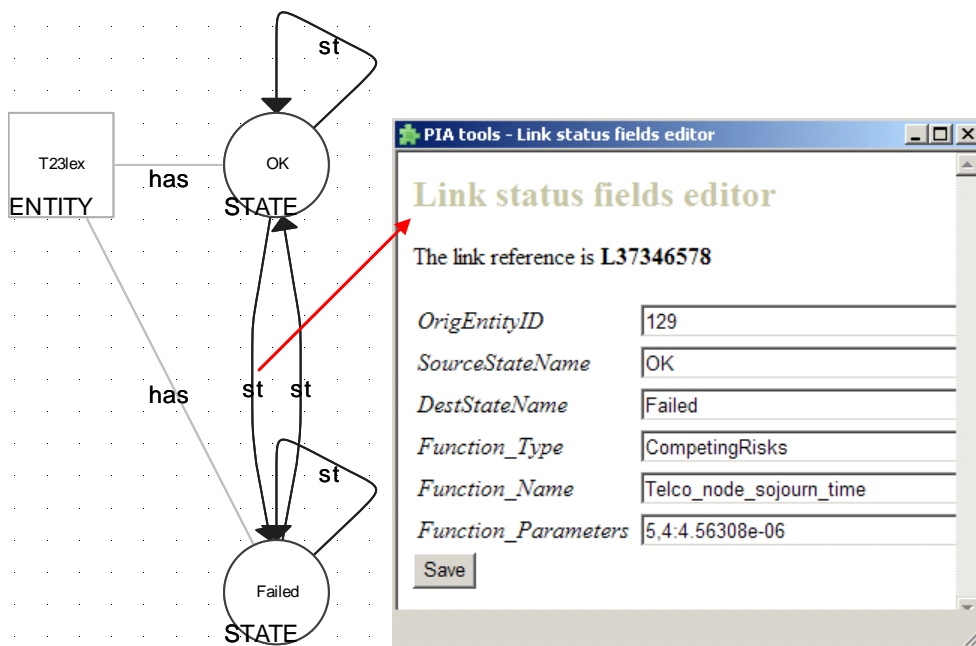 st
T23lex
ENTITY
has
OK
STATE
has
st
st
st
Failed
STATE
PIA tools - Link status fields editor
Link status fields editor
The link reference is L37346578
OrigEntityID 129
SourceStateName OK
DestStateName Failed
Function_Type CompetingRisks
Function_Name Telco_node_sojourn_time
Function_Parameters 5,4:4.56308e-06
Save